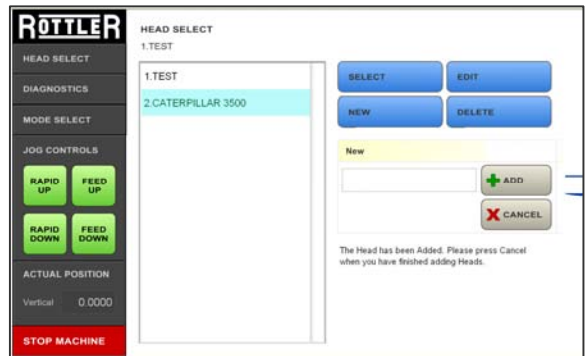 ROTTLER
HEAD SELECT
DIAGNOSTICS
MODE SELECT
JOG CONTROLS
RAPID UP
FEED UP
RAPID DOWN
FEED DOWN
ACTUAL POSITION
Vertical 0.0000
STOP MACHINE
HEAD SELECT
1.TEST
1.TEST
2.CATERPILLAR 3500
SELECT
EDIT
NEW
DELETE
New
ADD
CANCEL
The Head has been Added. Please press Cancel
when you have finished adding Heads.